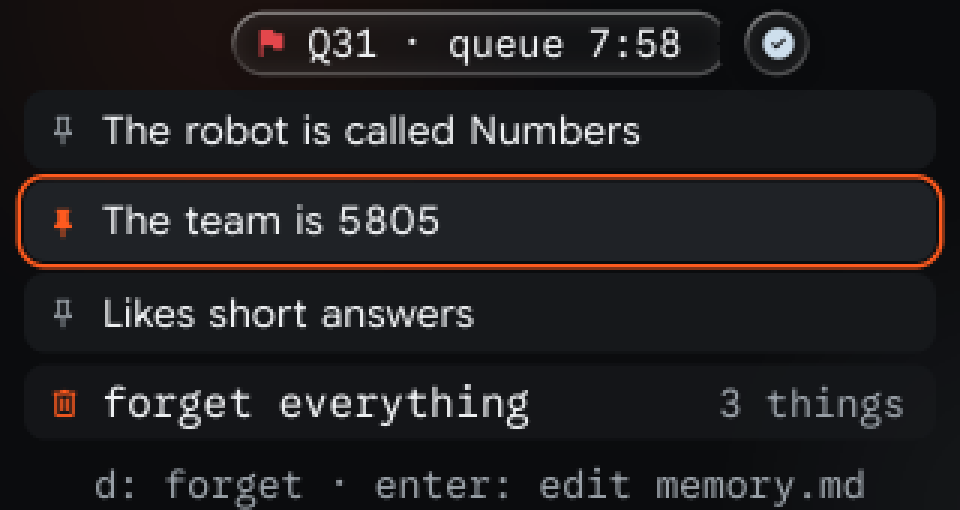 Q31 · queue 7:58
The robot is called Numbers
The team is 5805
Likes short answers
forget everything 3 things
d: forget · enter: edit memory.md